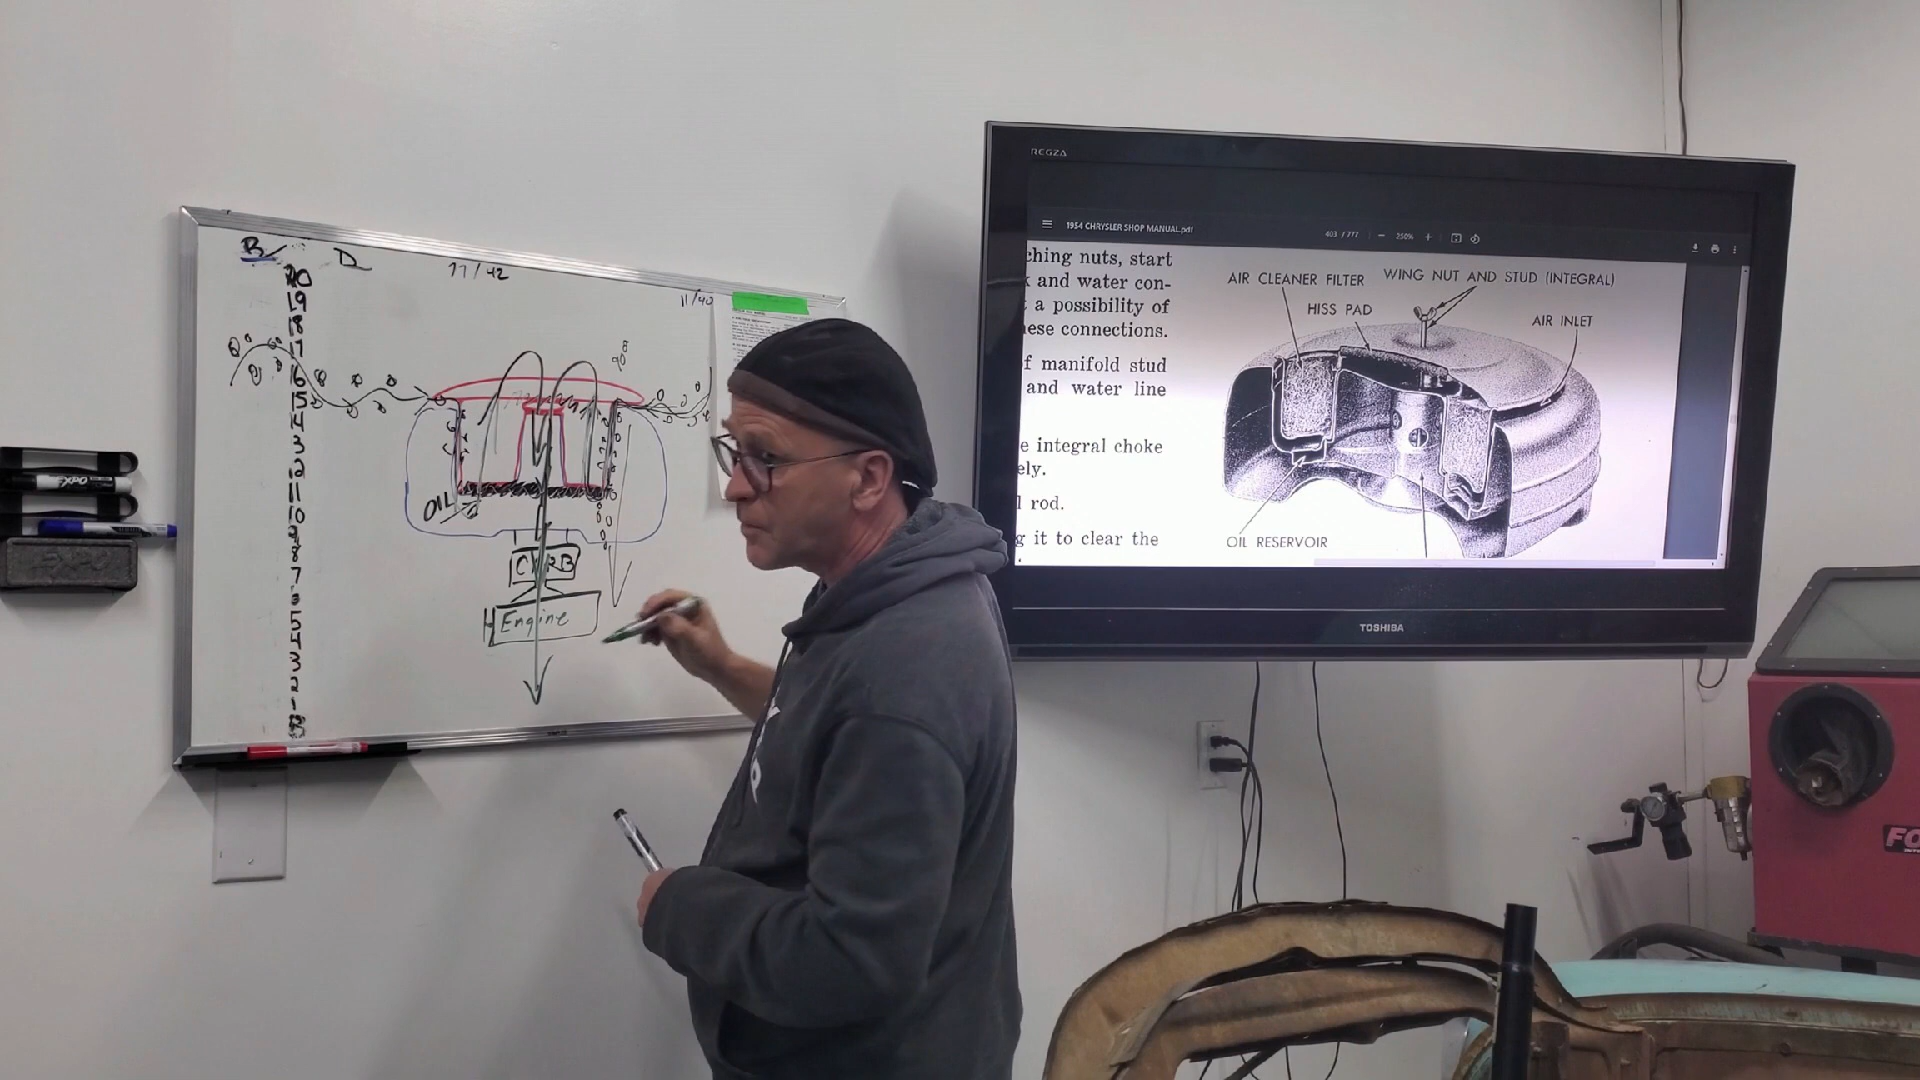 B D 11/42
11/40
20
19
18
17
16
15
14
13
12
11
10
9
8
7
6
5
4
3
2
1
OIL
CARB
Engine
EXPO
EXPO
REGZA
1954 CHRYSLER SHOP MANUAL.pdf
403 / 777
250%
ching nuts, start
and water con-
a possibility of
ese connections.
f manifold stud
and water line
e integral choke
ely.
l rod.
g it to clear the
AIR CLEANER FILTER
WING NUT AND STUD (INTEGRAL)
HISS PAD
AIR INLET
OIL RESERVOIR
TOSHIBA
FO